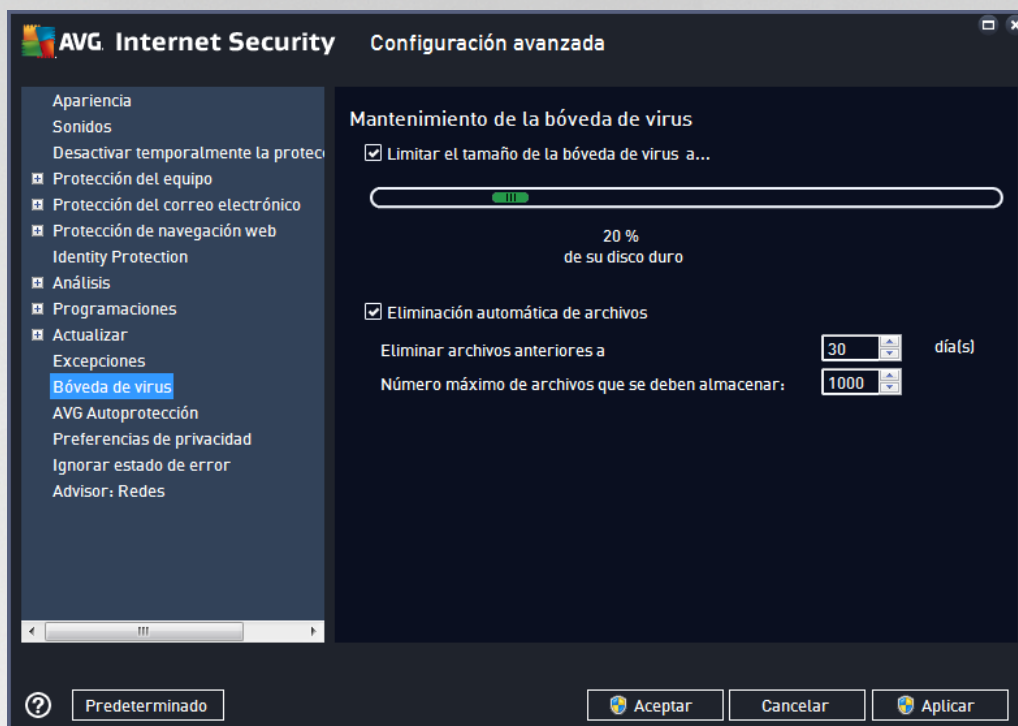 AVG Internet Security Configuración avanzada
Apariencia
Sonidos
Desactivar temporalmente la protec
Protección del equipo
Protección del correo electrónico
Protección de navegación web
Identity Protection
Análisis
Programaciones
Actualizar
Excepciones
Bóveda de virus
AVG Autoprotección
Preferencias de privacidad
Ignorar estado de error
Advisor: Redes
Mantenimiento de la bóveda de virus
Limitar el tamaño de la bóveda de virus a...
20 %
de su disco duro
Eliminación automática de archivos
Eliminar archivos anteriores a 30 día(s)
Número máximo de archivos que se deben almacenar: 1000
Predeterminado Aceptar Cancelar Aplicar